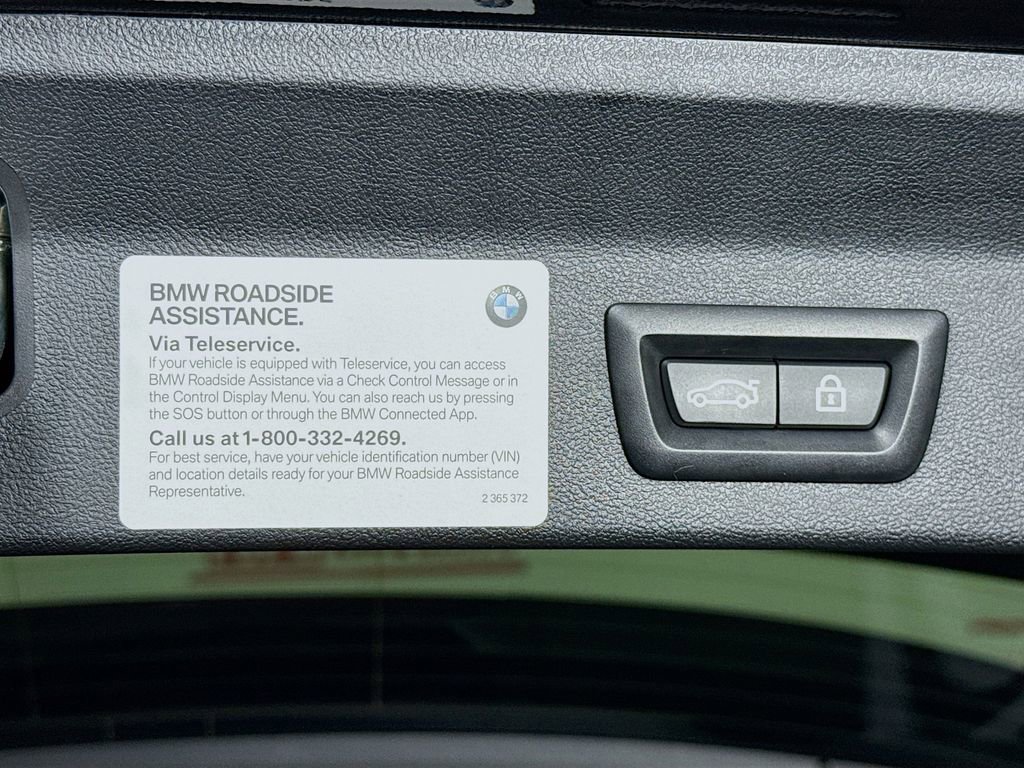 BMW ROADSIDE
ASSISTANCE.
BMW
Via Teleservice.
If your vehicle is equipped with Teleservice, you can access
BMW Roadside Assistance via a Check Control Message or in
the Control Display Menu. You can also reach us by pressing
the SOS button or through the BMW Connected App.
Call us at 1-800-332-4269.
For best service, have your vehicle identification number (VIN)
and location details ready for your BMW Roadside Assistance
Representative.
2 365 372